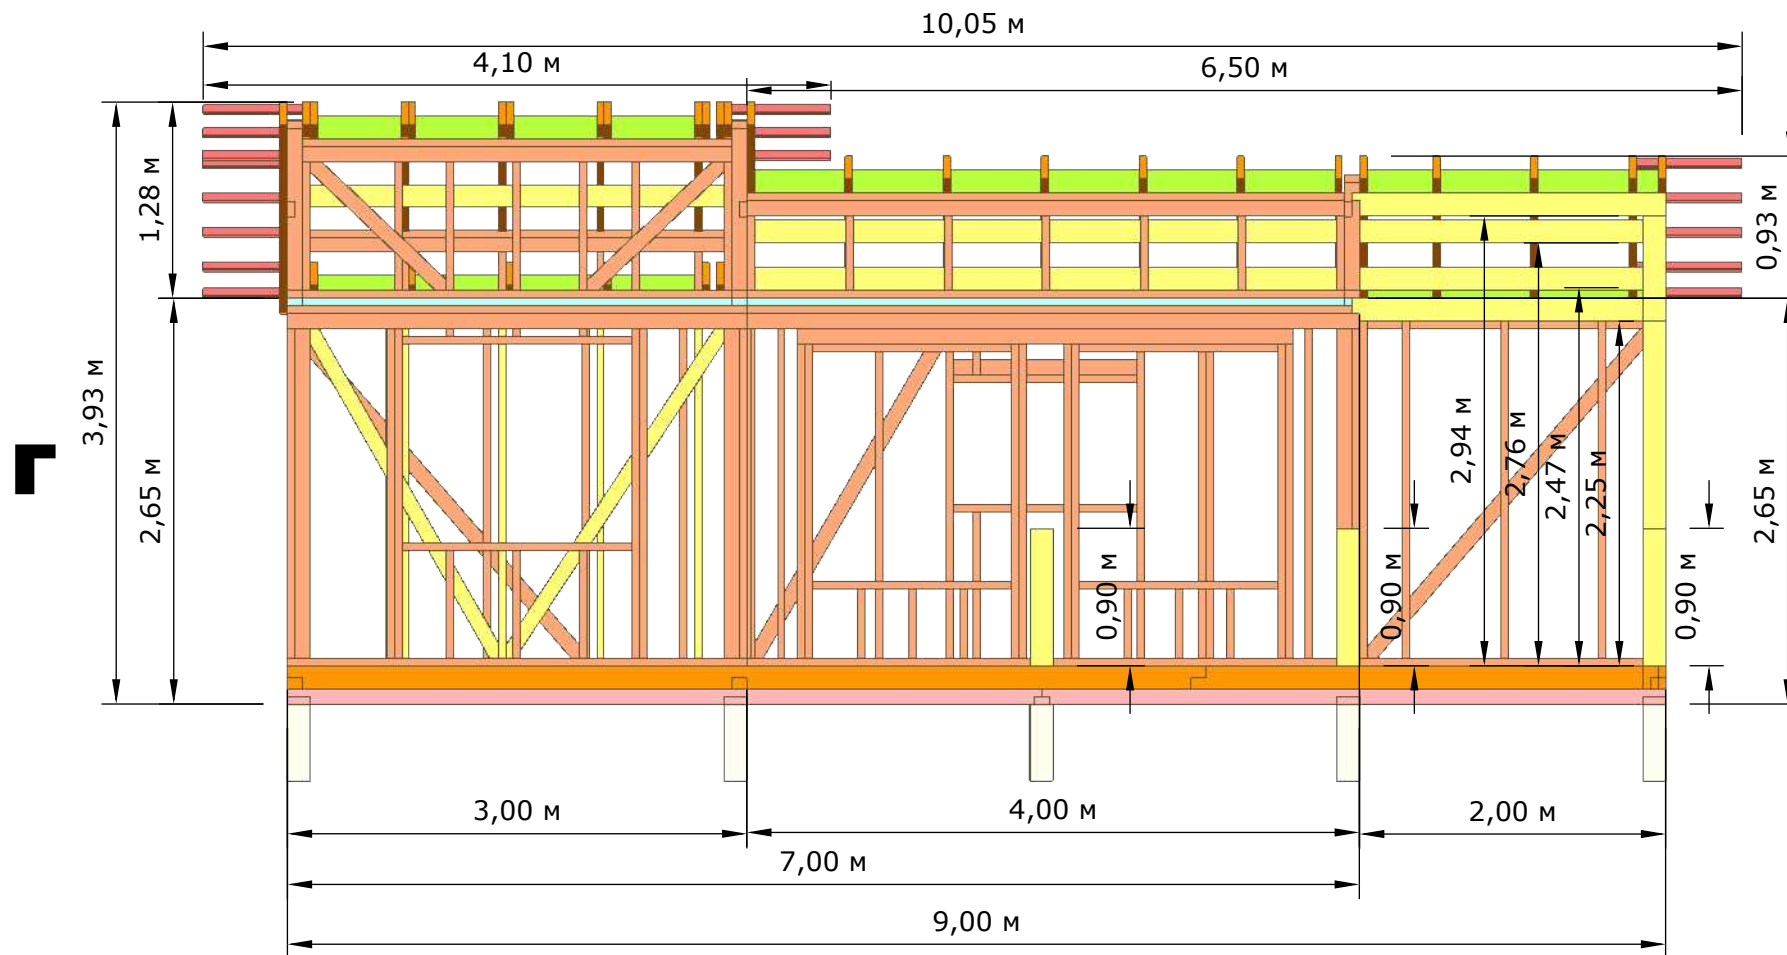 10,05 м
4,10 м
6,50 м
1,28 м
0,93 м
3,93 м
2,65 м
Г
2,94 м
2,76 м
2,47 м
2,25 м
2,65 м
0,90 м
0,90 м
0,90 м
3,00 м
4,00 м
2,00 м
7,00 м
9,00 м